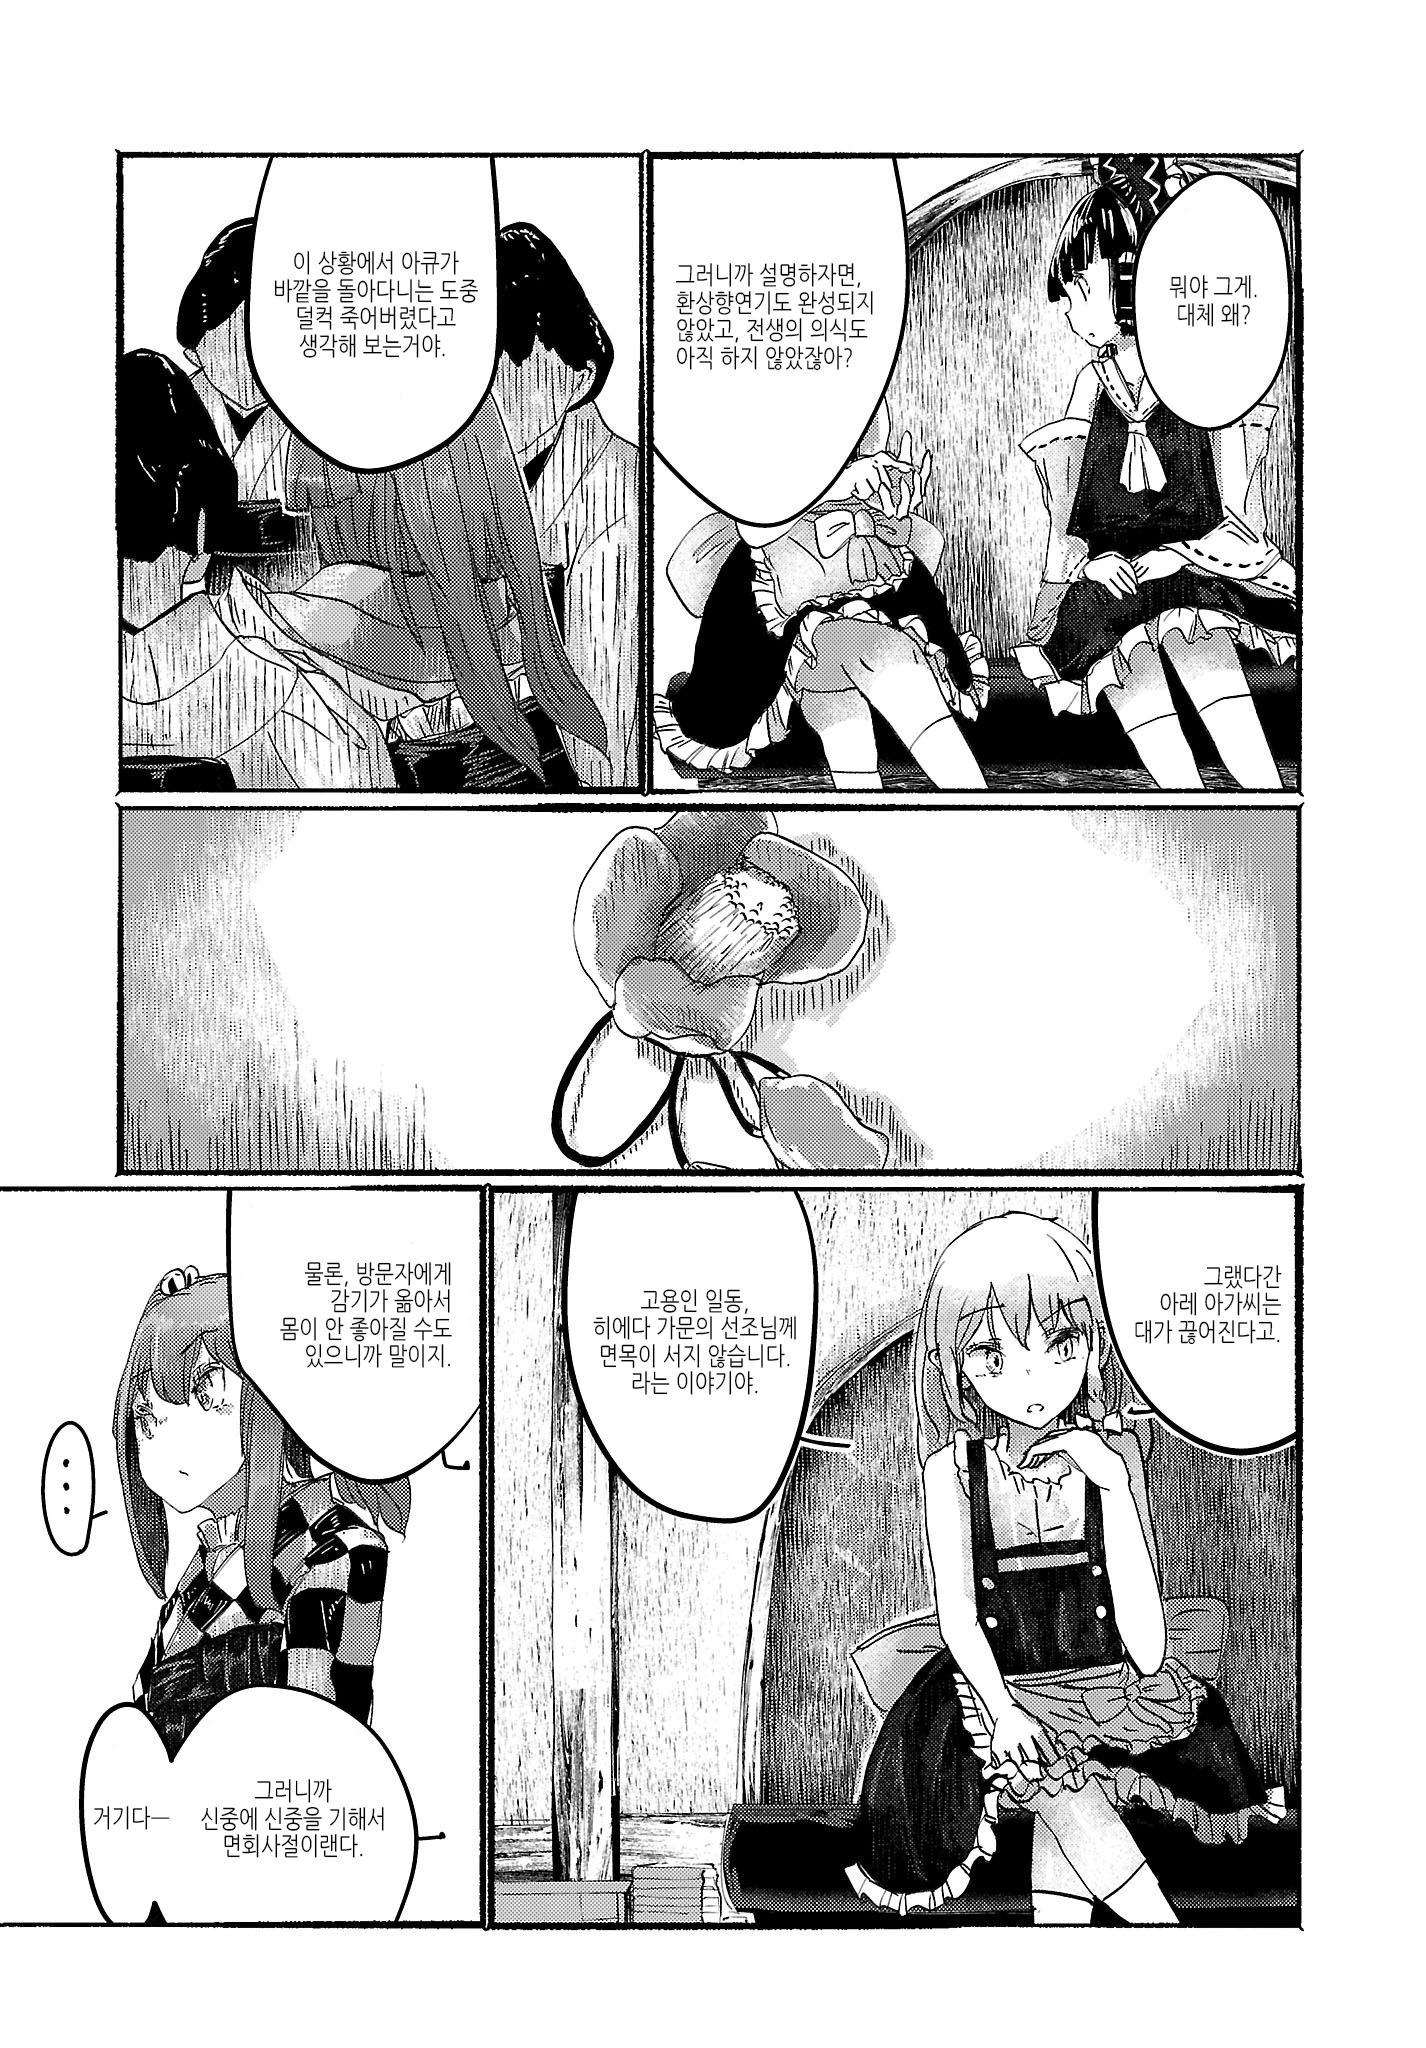 뭐야 그게.
대체 왜?
그러니까 설명하자면,
환상향연기도 완성되지
않았고, 전생의 의식도
아직 하지 않았잖아?
이 상황에서 아큐가
바깥을 돌아다니는 도중
덜컥 죽어버렸다고
생각해 보는거야.
그랬다간
아레 아가씨는
대가 끊어진다고.
고용인 일동,
히에다 가문의 선조님께
면목이 서지 않습니다.
라는 이야기야.
물론, 방문자에게
감기가 옮아서
몸이 안 좋아질 수도
있으니까 말이지.
그러니까
신중에 신중을 기해서
면회사절이랜다.
거기다―